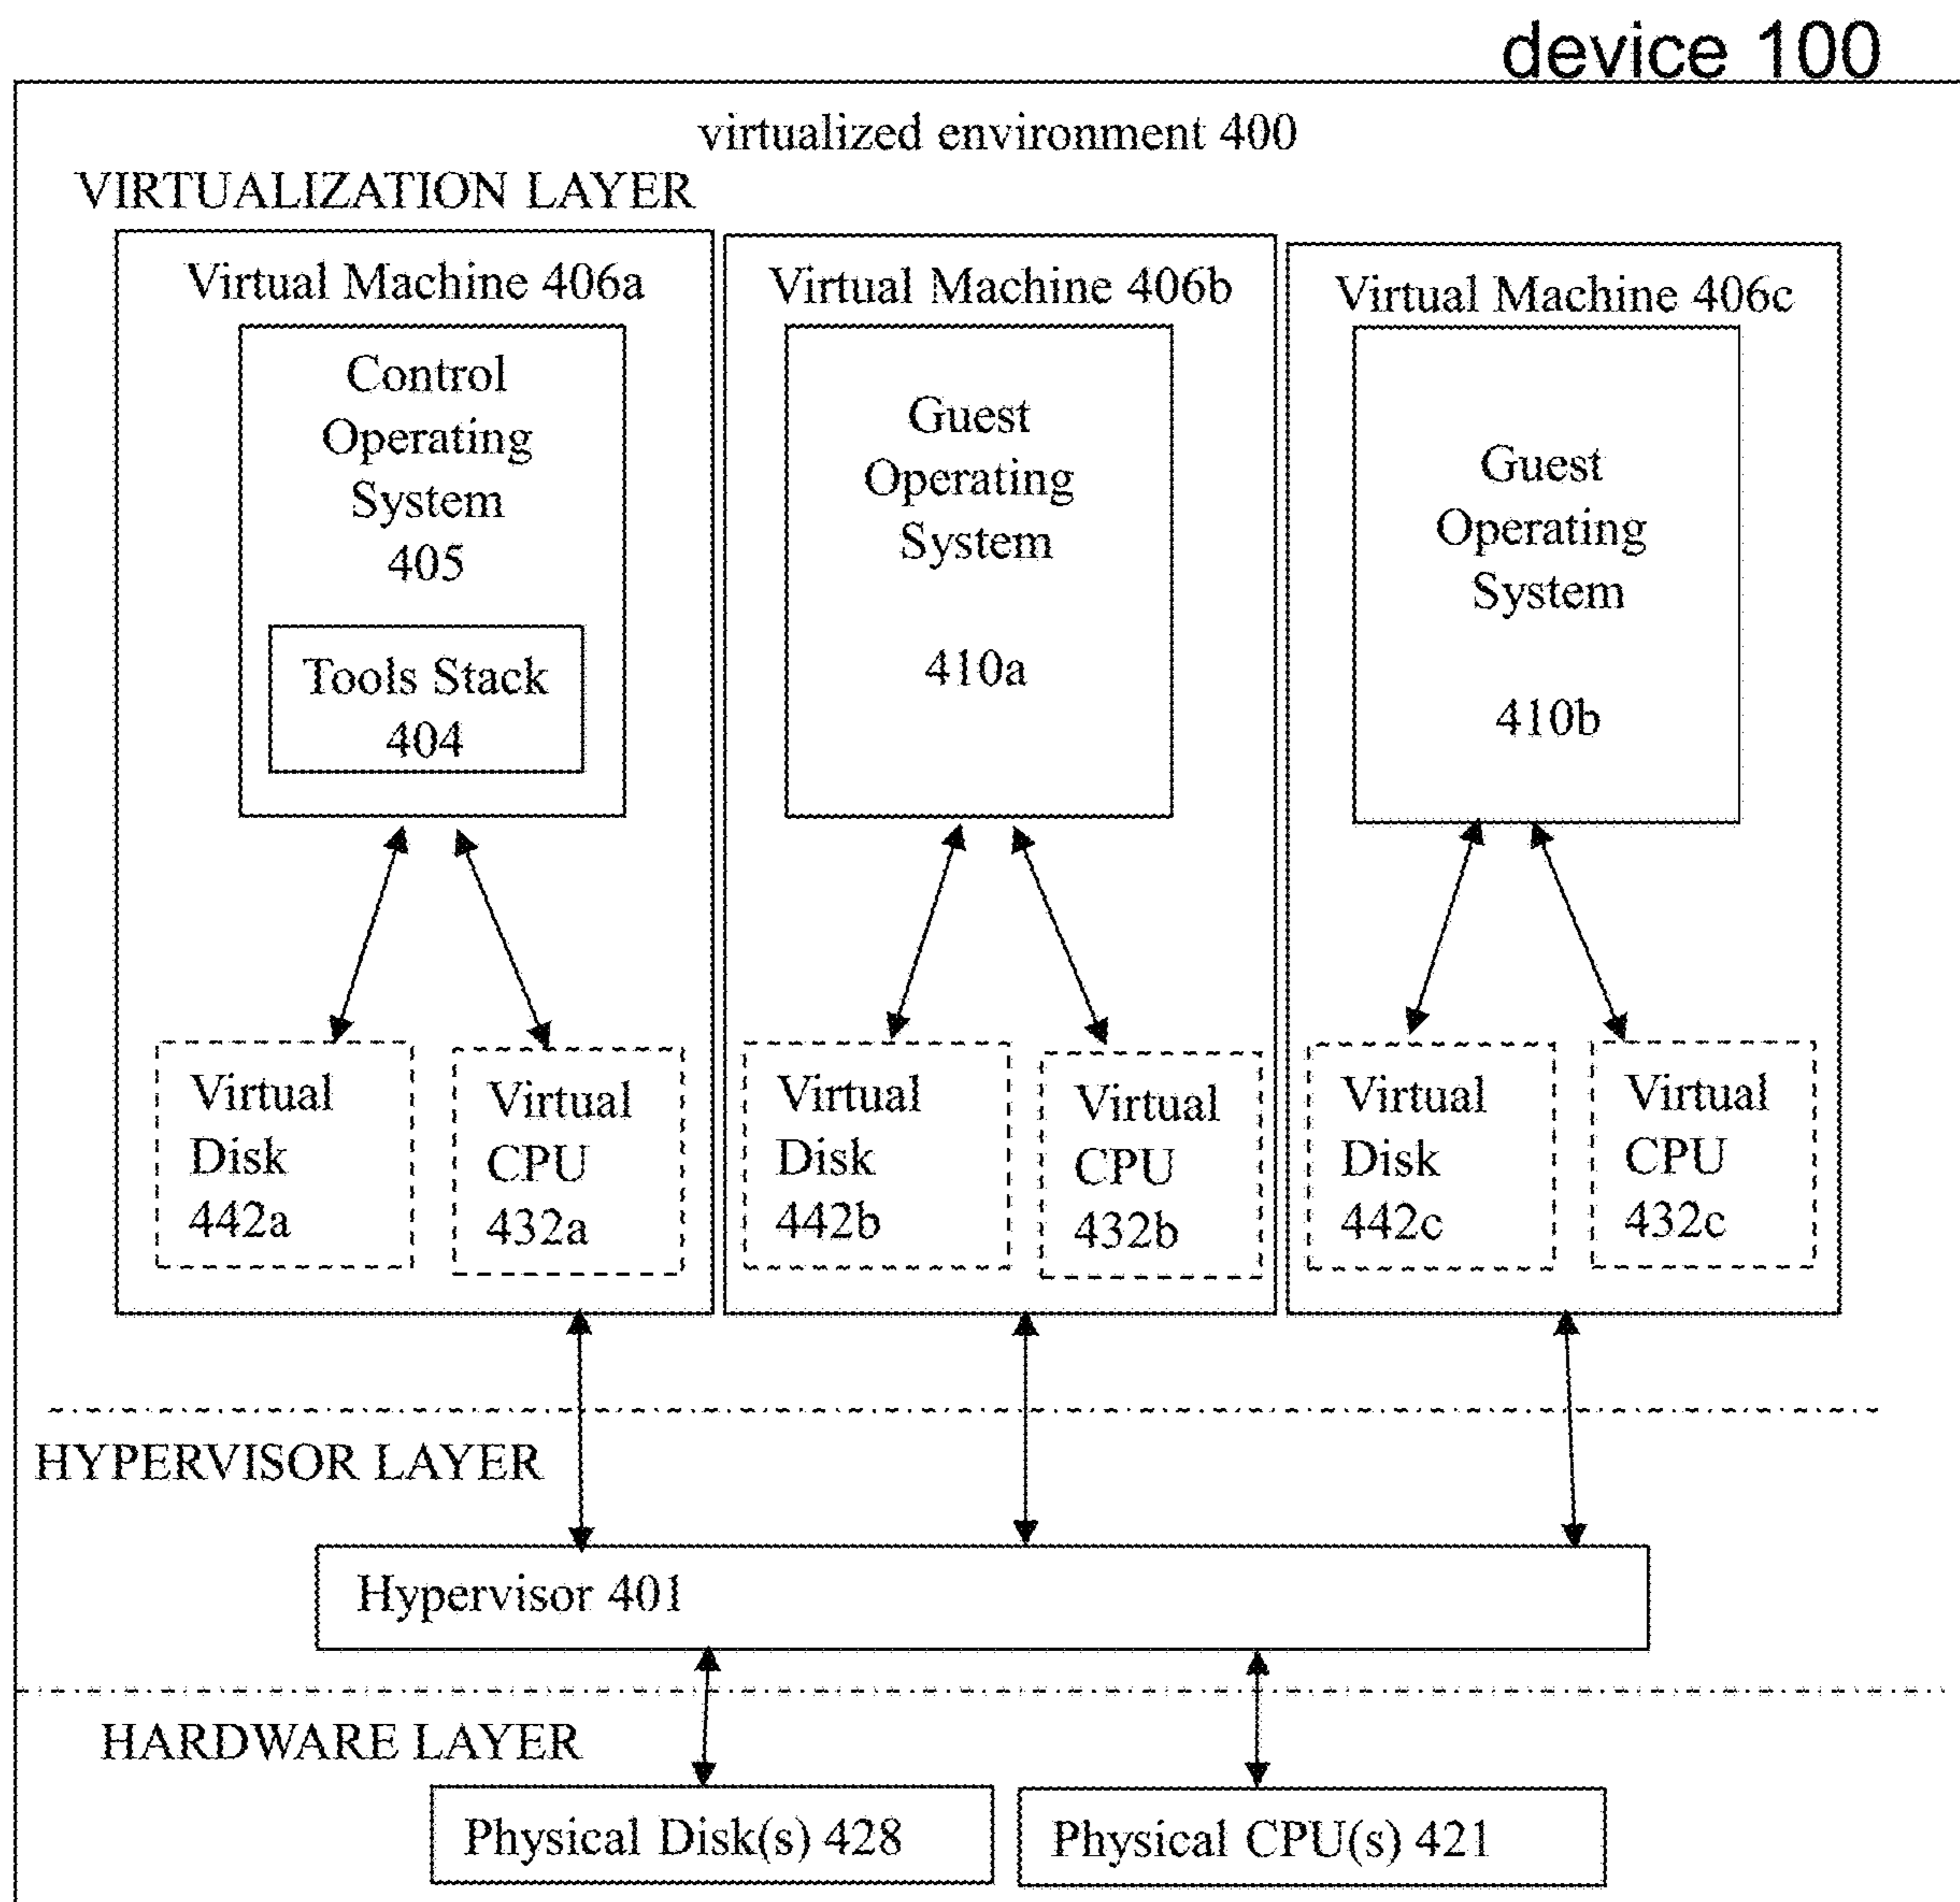 device 100
virtualized environment 400
VIRTUALIZATION LAYER
Virtual Machine 406a
Control
Operating
System
405
Tools Stack
404
Virtual
Disk
442a
Virtual
CPU
432a
Virtual Machine 406b
Guest
Operating
System
410a
Virtual
Disk
442b
Virtual
CPU
432b
Virtual Machine 406c
Guest
Operating
System
410b
Virtual
Disk
442c
Virtual
CPU
432c
HYPERVISOR LAYER
Hypervisor 401
HARDWARE LAYER
Physical Disk(s) 428
Physical CPU(s) 421